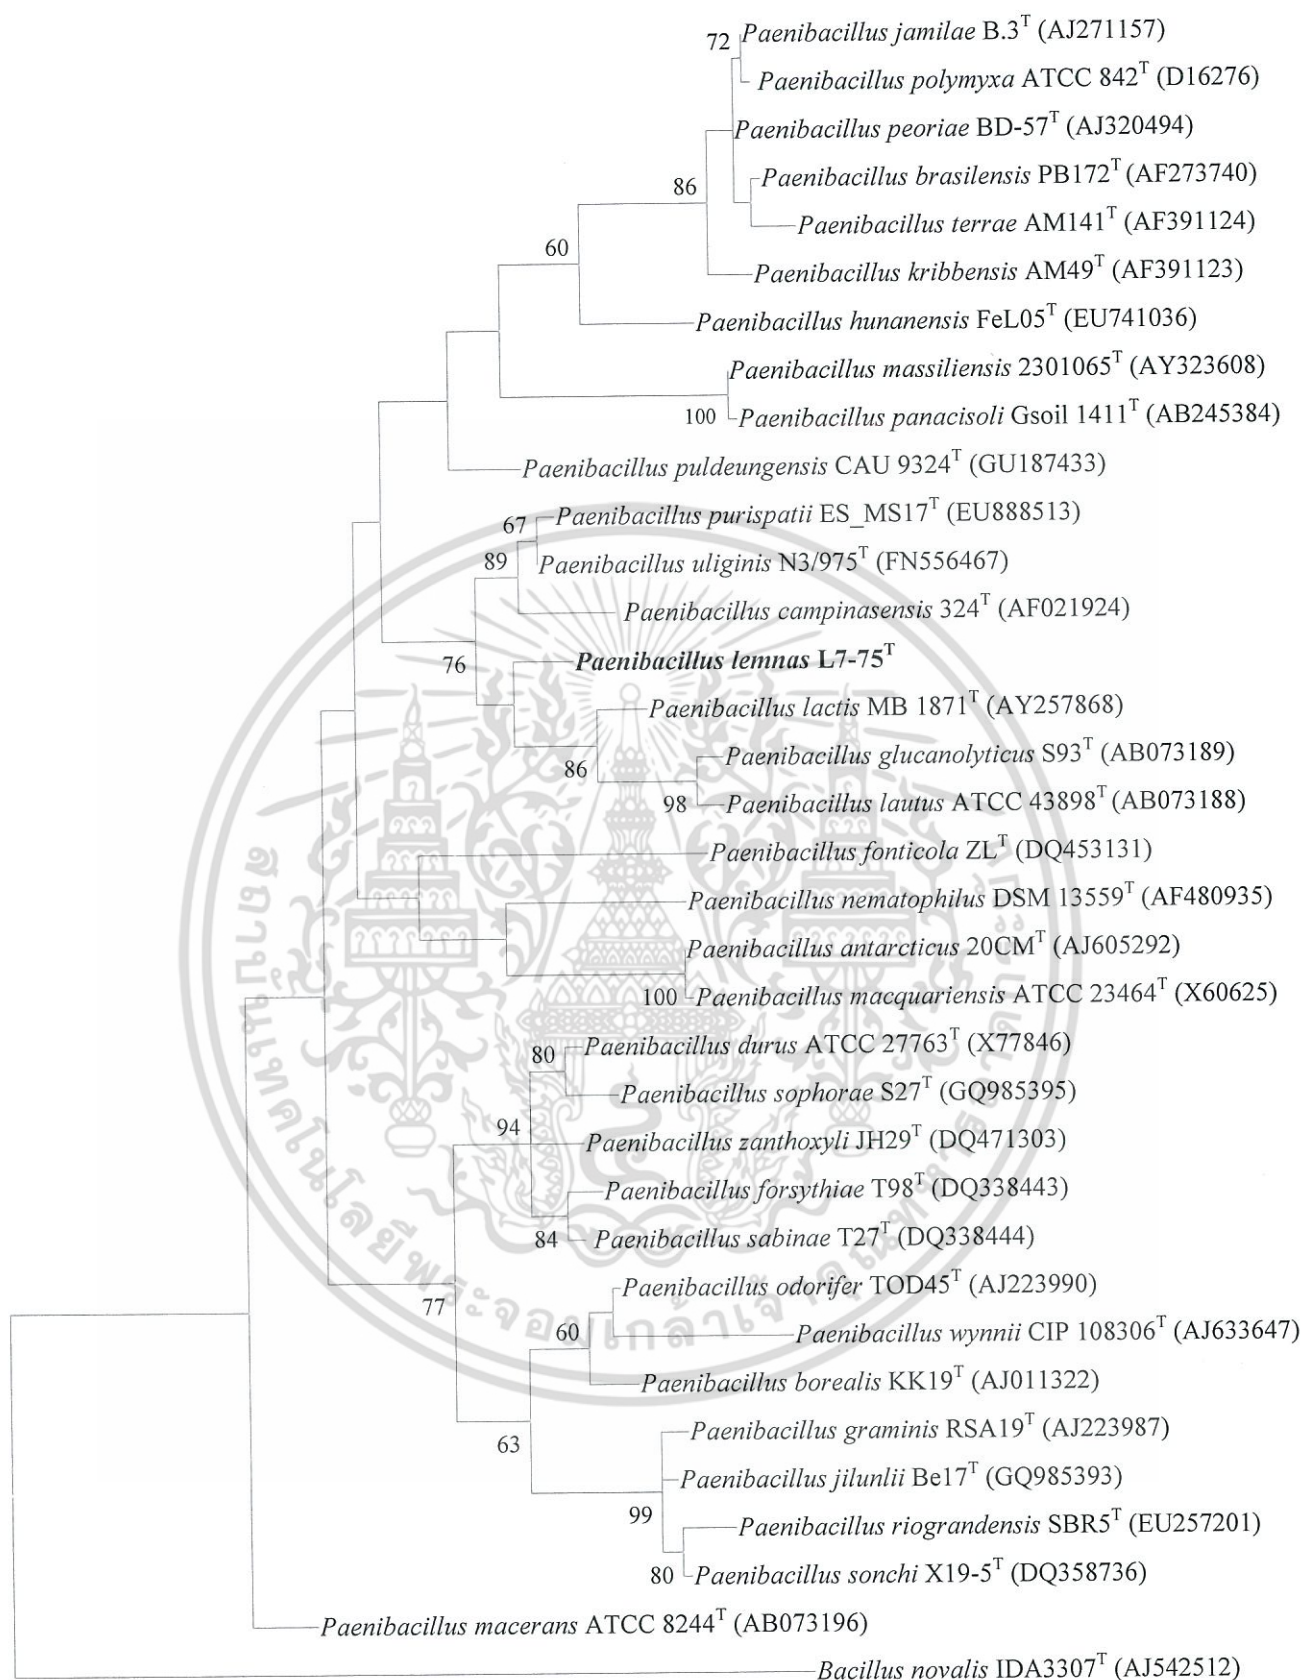 72 Paenibacillus jamilae B.3ᵀ (AJ271157)
Paenibacillus polymyxa ATCC 842ᵀ (D16276)
Paenibacillus peoriae BD-57ᵀ (AJ320494)
86 Paenibacillus brasilensis PB172ᵀ (AF273740)
Paenibacillus terrae AM141ᵀ (AF391124)
60
Paenibacillus kribbensis AM49ᵀ (AF391123)
Paenibacillus hunanensis FeL05ᵀ (EU741036)
Paenibacillus massiliensis 2301065ᵀ (AY323608)
100 Paenibacillus panacisoli Gsoil 1411ᵀ (AB245384)
Paenibacillus puldeungensis CAU 9324ᵀ (GU187433)
67 Paenibacillus purispatii ES_MS17ᵀ (EU888513)
89 Paenibacillus uliginis N3/975ᵀ (FN556467)
Paenibacillus campinasensis 324ᵀ (AF021924)
76 Paenibacillus lemnas L7-75ᵀ
Paenibacillus lactis MB 1871ᵀ (AY257868)
86 Paenibacillus glucanolyticus S93ᵀ (AB073189)
98 Paenibacillus lautus ATCC 43898ᵀ (AB073188)
Paenibacillus fonticola ZLᵀ (DQ453131)
Paenibacillus nematophilus DSM 13559ᵀ (AF480935)
Paenibacillus antarcticus 20CMᵀ (AJ605292)
100 Paenibacillus macquariensis ATCC 23464ᵀ (X60625)
80 Paenibacillus durus ATCC 27763ᵀ (X77846)
Paenibacillus sophorae S27ᵀ (GQ985395)
94 Paenibacillus zanthoxyli JH29ᵀ (DQ471303)
Paenibacillus forsythiae T98ᵀ (DQ338443)
84 Paenibacillus sabinae T27ᵀ (DQ338444)
Paenibacillus odorifer TOD45ᵀ (AJ223990)
77
60 Paenibacillus wynnii CIP 108306ᵀ (AJ633647)
Paenibacillus borealis KK19ᵀ (AJ011322)
Paenibacillus graminis RSA19ᵀ (AJ223987)
63
Paenibacillus jilunlii Be17ᵀ (GQ985393)
99 Paenibacillus riograndensis SBR5ᵀ (EU257201)
80 Paenibacillus sonchi X19-5ᵀ (DQ358736)
Paenibacillus macerans ATCC 8244ᵀ (AB073196)
Bacillus novalis IDA3307ᵀ (AJ542512)